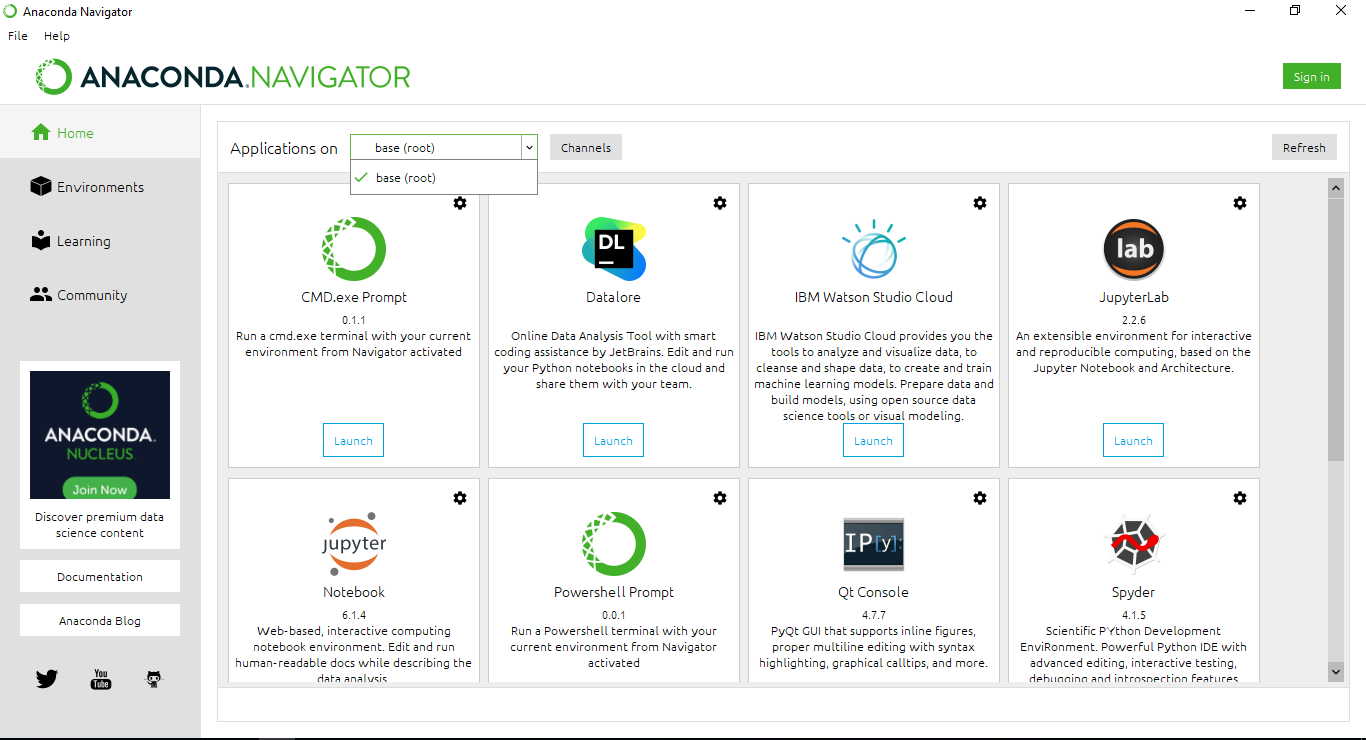 Anaconda Navigator
File Help
ANACONDA.NAVIGATOR
Sign in
Home
Environments
Learning
Community
ANACONDA.
NUCLEUS
Join Now
Discover premium data
science content
Documentation
Anaconda Blog
You
Tube
Applications on
base (root)
Channels
Refresh
base (root)
CMD.exe Prompt
0.1.1
Run a cmd.exe terminal with your current
environment from Navigator activated
Launch
DL
Datalore
Online Data Analysis Tool with smart
coding assistance by JetBrains. Edit and run
your Python notebooks in the cloud and
share them with your team.
Launch
IBM Watson Studio Cloud
IBM Watson Studio Cloud provides you the
tools to analyze and visualize data, to
cleanse and shape data, to create and train
machine learning models. Prepare data and
build models, using open source data
science tools or visual modeling.
Launch
lab
JupyterLab
2.2.6
An extensible environment for interactive
and reproducible computing, based on the
Jupyter Notebook and Architecture.
Launch
jupyter
Notebook
6.1.4
Web-based, interactive computing
notebook environment. Edit and run
human-readable docs while describing the
data analysis.
Powershell Prompt
0.0.1
Run a Powershell terminal with your
current environment from Navigator
activated
IP[y]:
Qt Console
4.7.7
PyQt GUI that supports inline figures,
proper multiline editing with syntax
highlighting, graphical calltips, and more.
Spyder
4.1.5
Scientific PYthon Development
EnviRonment. Powerful Python IDE with
advanced editing, interactive testing,
debugging and introspection features